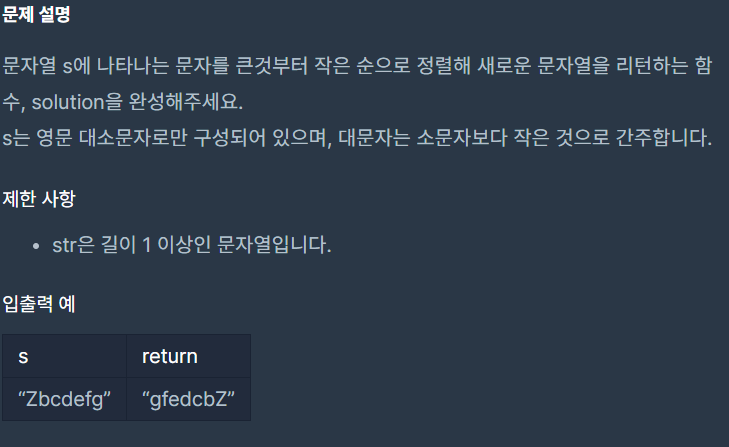 문제 설명
문자열 s에 나타나는 문자를 큰것부터 작은 순으로 정렬해 새로운 문자열을 리턴하는 함
수, solution을 완성해주세요.
s는 영문 대소문자로만 구성되어 있으며, 대문자는 소문자보다 작은 것으로 간주합니다.
제한 사항
• str은 길이 1 이상인 문자열입니다.
입출력 예
s return
“Zbcdefg” “gfedcbZ”